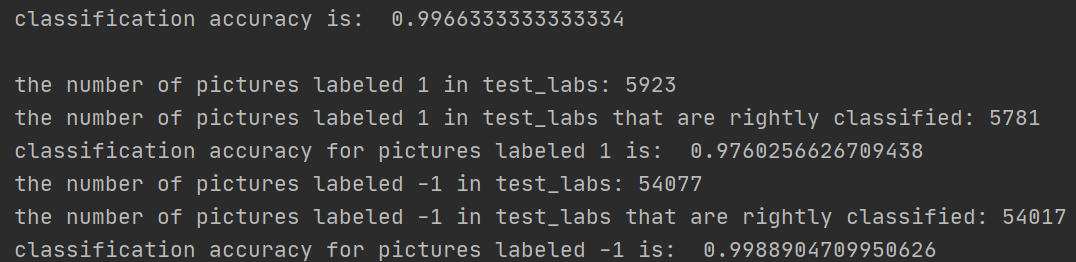 classification accuracy is:  0.9966333333333334
the number of pictures labeled 1 in test_labs: 5923
the number of pictures labeled 1 in test_labs that are rightly classified: 5781
classification accuracy for pictures labeled 1 is:  0.9760256626709438
the number of pictures labeled -1 in test_labs: 54077
the number of pictures labeled -1 in test_labs that are rightly classified: 54017
classification accuracy for pictures labeled -1 is:  0.9988904709950626